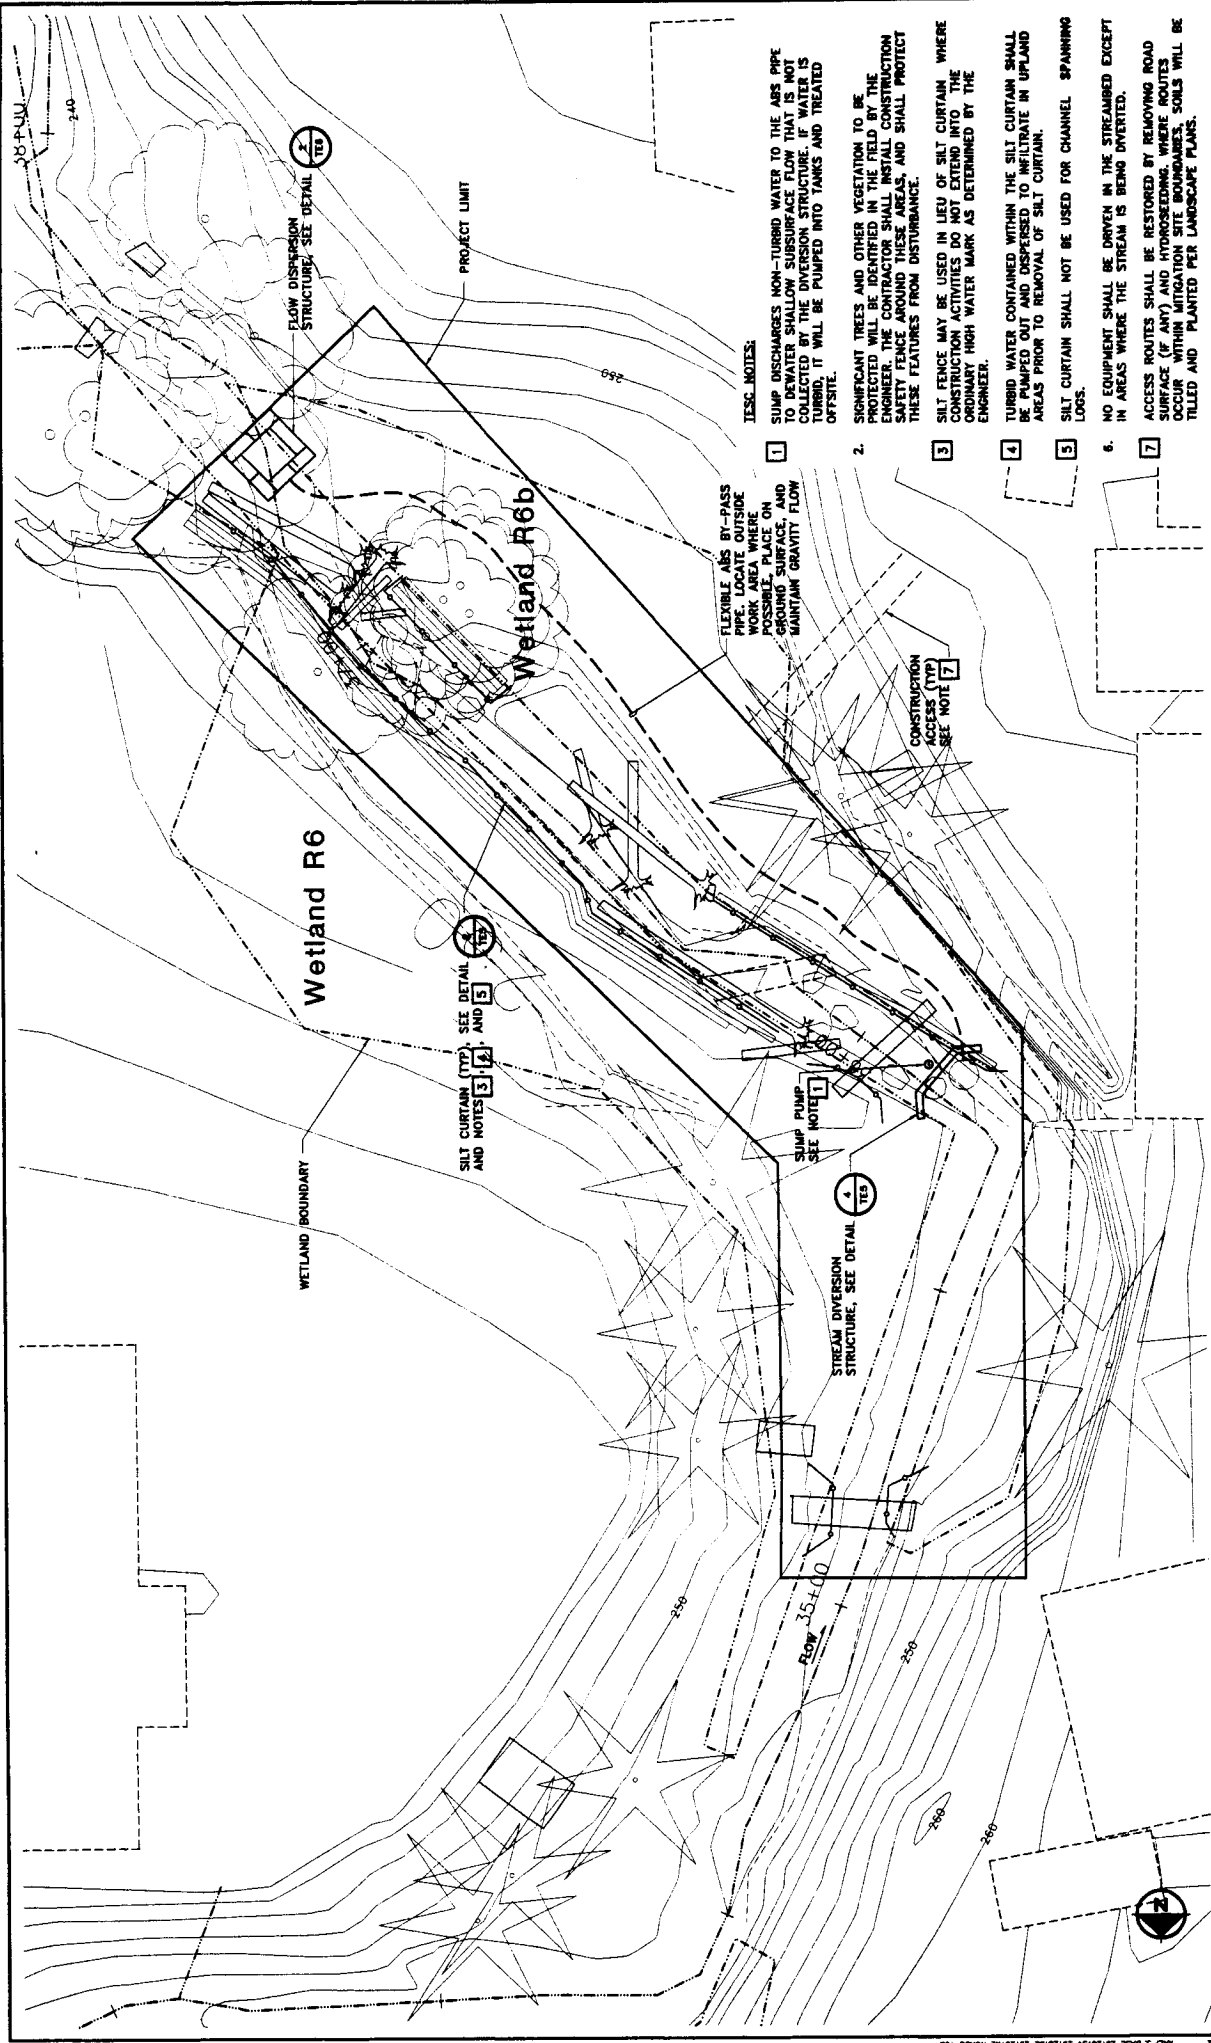 38+00
240
FLOW DISPERSION
STRUCTURE, SEE DETAIL
2
TE5
PROJECT LIMIT
250
Wetland R6b
Wetland R6
WETLAND BOUNDARY
SILT CURTAIN (TYP), SEE DETAIL
AND NOTES 3, 4, AND 5
TE5
FLEXIBLE ABS BY-PASS
PIPE. LOCATE OUTSIDE
WORK AREA WHERE
POSSIBLE, PLACE ON
GROUND SURFACE, AND
MAINTAIN GRAVITY FLOW
CONSTRUCTION
ACCESS (TYP)
SEE NOTE 7
SUMP PUMP
SEE NOTE 1
STREAM DIVERSION
STRUCTURE, SEE DETAIL
4
TE5
35+00
FLOW
250
250
260
260
N
TESC NOTES:
1 SUMP DISCHARGES NON-TURBID WATER TO THE ABS PIPE
TO DEWATER SHALLOW SUBSURFACE FLOW THAT IS NOT
COLLECTED BY THE DIVERSION STRUCTURE. IF WATER IS
TURBID, IT WILL BE PUMPED INTO TANKS AND TREATED
OFFSITE.
2. SIGNIFICANT TREES AND OTHER VEGETATION TO BE
PROTECTED WILL BE IDENTIFIED IN THE FIELD BY THE
ENGINEER. THE CONTRACTOR SHALL INSTALL CONSTRUCTION
SAFETY FENCE AROUND THESE AREAS, AND SHALL PROTECT
THESE FEATURES FROM DISTURBANCE.
3 SILT FENCE MAY BE USED IN LIEU OF SILT CURTAIN WHERE
CONSTRUCTION ACTIVITIES DO NOT EXTEND INTO THE
ORDINARY HIGH WATER MARK AS DETERMINED BY THE
ENGINEER.
4 TURBID WATER CONTAINED WITHIN THE SILT CURTAIN SHALL
BE PUMPED OUT AND DISPERSED TO INFILTRATE IN UPLAND
AREAS PRIOR TO REMOVAL OF SILT CURTAIN.
5 SILT CURTAIN SHALL NOT BE USED FOR CHANNEL SPANNING
LOGS.
6. NO EQUIPMENT SHALL BE DRIVEN IN THE STREAMBED EXCEPT
IN AREAS WHERE THE STREAM IS BEING DIVERTED.
7 ACCESS ROUTES SHALL BE RESTORED BY REMOVING ROAD
SURFACE (IF ANY) AND HYDROSEEDING. WHERE ROUTES
OCCUR WITHIN MITIGATION SITE BOUNDARIES, SOILS WILL BE
TILLED AND PLANTED PER LANDSCAPE PLANS.